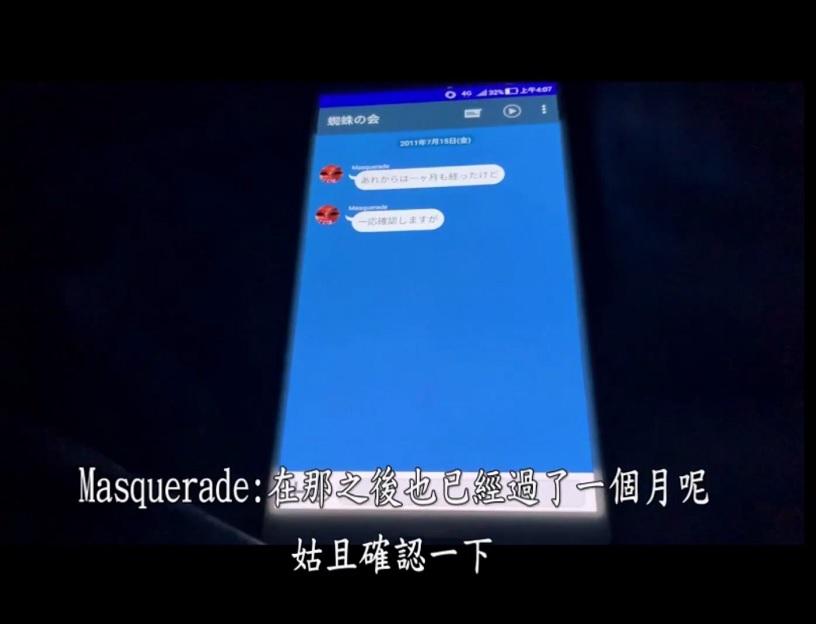 4G 32% 上午4:07
蜘蛛の会
2011年7月15日(金)
Masquerade
あれからは一ヶ月も経ったけど
Masquerade
一応確認しますが
Masquerade:在那之後也已經過了一個月呢
姑且確認一下